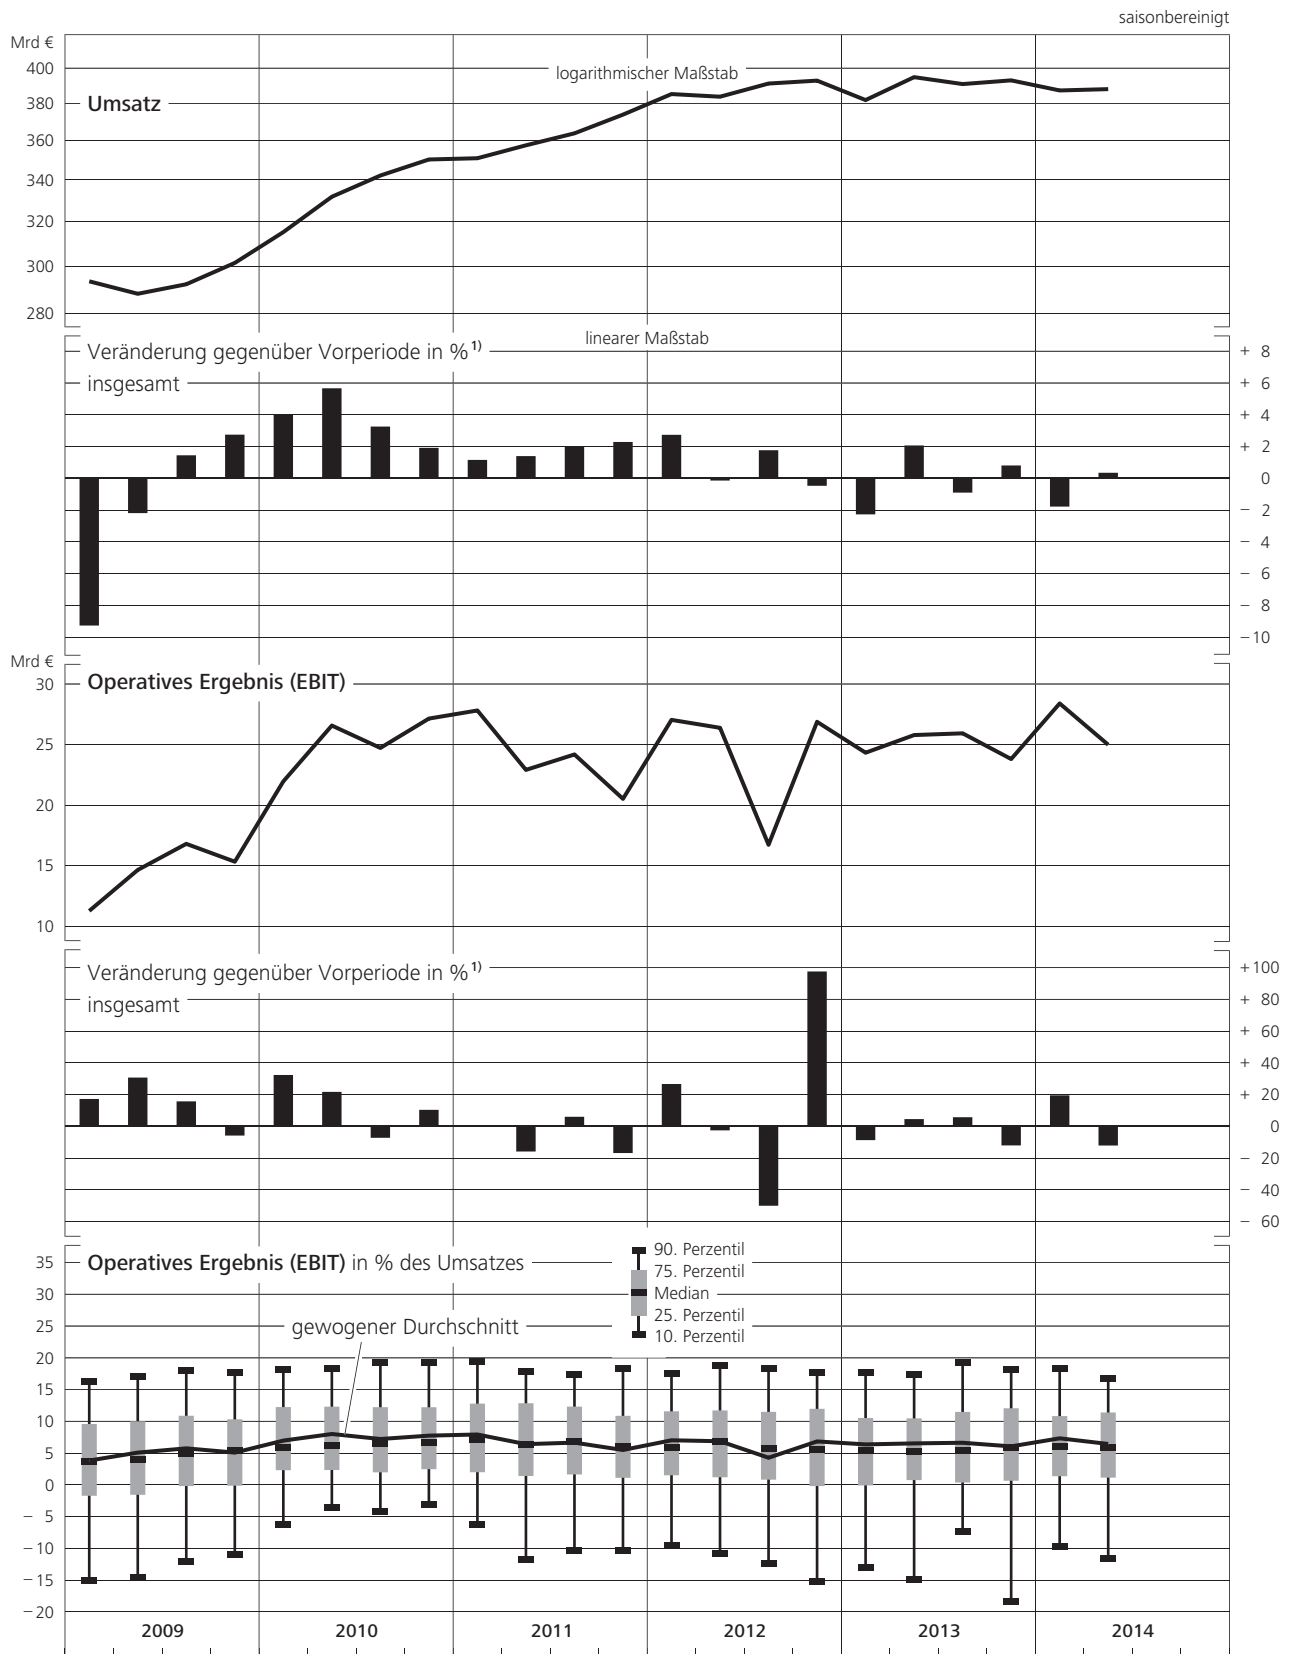 saisonbereinigt
Mrd €
logarithmischer Maßstab
400
Umsatz
380
360
340
320
300
280
linearer Maßstab
Veränderung gegenüber Vorperiode in %1)
insgesamt
+ 8
+ 6
+ 4
+ 2
0
− 2
− 4
− 6
− 8
−10
Mrd €
Operatives Ergebnis (EBIT)
30
25
20
15
10
Veränderung gegenüber Vorperiode in %1)
insgesamt
+100
+ 80
+ 60
+ 40
+ 20
0
− 20
− 40
− 60
Operatives Ergebnis (EBIT) in % des Umsatzes
90. Perzentil
75. Perzentil
Median
25. Perzentil
10. Perzentil
gewogener Durchschnitt
35
30
25
20
15
10
5
0
− 5
−10
−15
−20
2009 2010 2011 2012 2013 2014